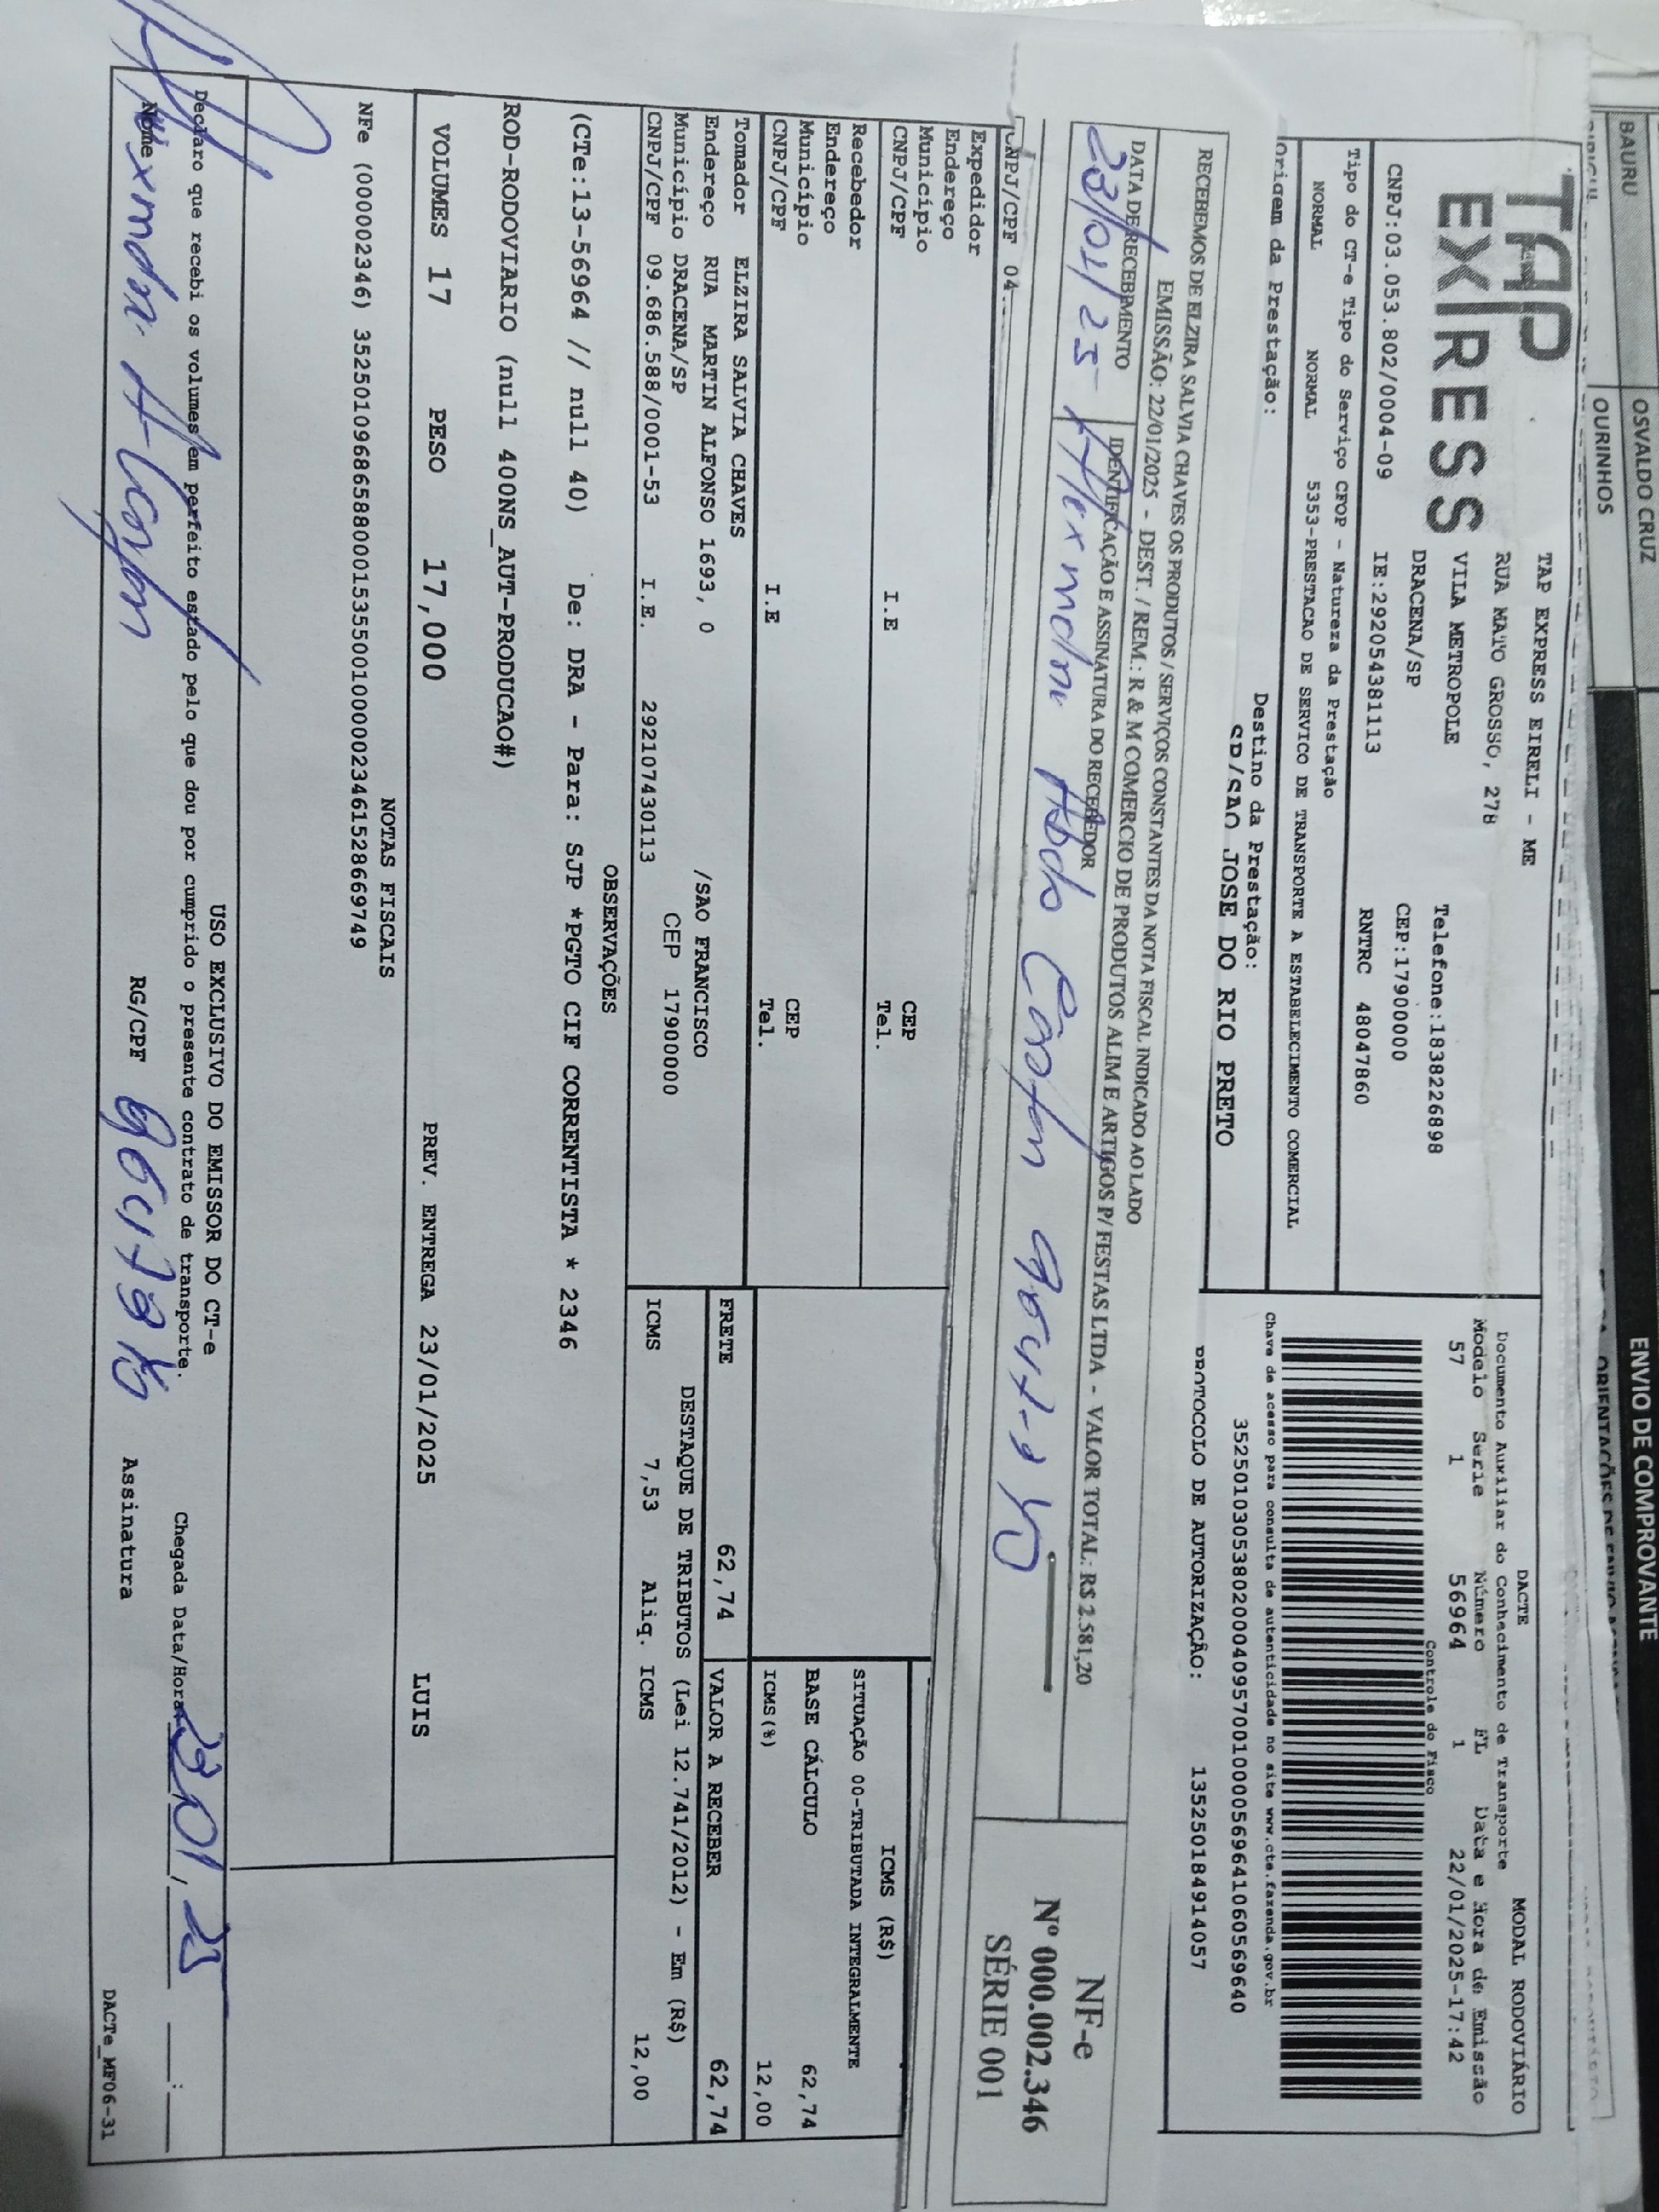 BAURU
OSVALDO CRUZ
OURINHOS
ENVIO DE COMPROVANTE
TAP
EXPRESS
TAP EXPRESS EIRELI - ME
RUA MATO GROSSO, 278
VILA METROPOLE
DRACENA/SP
Telefone:1838226898
CEP:17900000
CNPJ:03.053.802/0004-09 IE:292054381113 RNTRC 48047860
Tipo do CT-e Tipo do Serviço CFOP - Natureza da Prestação
NORMAL NORMAL 5353-PRESTACAO DE SERVICO DE TRANSPORTE A ESTABELECIMENTO COMERCIAL
Origem da Prestação: Destino da Prestação:
SP/SAO JOSE DO RIO PRETO
DACTE MODAL RODOVIÁRIO
Documento Auxiliar do Conhecimento de Transporte
Modelo Serie Número FL Data e Hora de Emissão
57 1 56964 1 22/01/2025-17:42
Controle do Fisco
Chave de acesso para consulta de autenticidade no site www.cte.fazenda.gov.br
35250103053802000409570010000569641060569640
PROTOCOLO DE AUTORIZAÇÃO: 135250184914057
RECEBEMOS DE ELZIRA SALVIA CHAVES OS PRODUTOS / SERVIÇOS CONSTANTES DA NOTA FISCAL INDICADO AO LADO
EMISSÃO: 22/01/2025 - DEST. / REM.: R & M COMERCIO DE PRODUTOS ALIM E ARTIGOS P/ FESTAS LTDA - VALOR TOTAL: R$ 2.581,20
DATA DE RECEBIMENTO IDENTIFICAÇÃO E ASSINATURA DO RECEBEDOR
23/01/25
NF-e
Nº 000.002.346
SÉRIE 001
CNPJ/CPF 04
Expedidor
Endereço
Município CEP
CNPJ/CPF I.E Tel.
Recebedor
Endereço
Município CEP
CNPJ/CPF I.E Tel.
Tomador ELZIRA SALVIA CHAVES
Endereço RUA MARTIN ALFONSO 1693, 0 /SAO FRANCISCO
Município DRACENA/SP CEP 17900000
CNPJ/CPF 09.686.588/0001-53 I.E. 292107430113
ICMS (R$)
SITUAÇÃO 00-TRIBUTADA INTEGRALMENTE
BASE CÁLCULO 62,74
ICMS(%) 12,00
FRETE 62,74 VALOR A RECEBER 62,74
DESTAQUE DE TRIBUTOS (Lei 12.741/2012) - Em (R$)
ICMS 7,53 Aliq. ICMS 12,00
OBSERVAÇÕES
(CTe:13-56964 // null 40) De: DRA - Para: SJP *PGTO CIF CORRENTISTA * 2346
ROD-RODOVIARIO (null 400NS_AUT-PRODUCAO#)
VOLUMES 17 PESO 17,000 PREV. ENTREGA 23/01/2025 LUIS
NOTAS FISCAIS
NFe (000002346) 35250109686588000153550010000023461528669749
USO EXCLUSIVO DO EMISSOR DO CT-e
Declaro que recebi os volumes em perfeito estado pelo que dou por cumprido o presente contrato de transporte.
Chegada Data/Hora
Nome RG/CPF Assinatura
DACTe_MF06-31